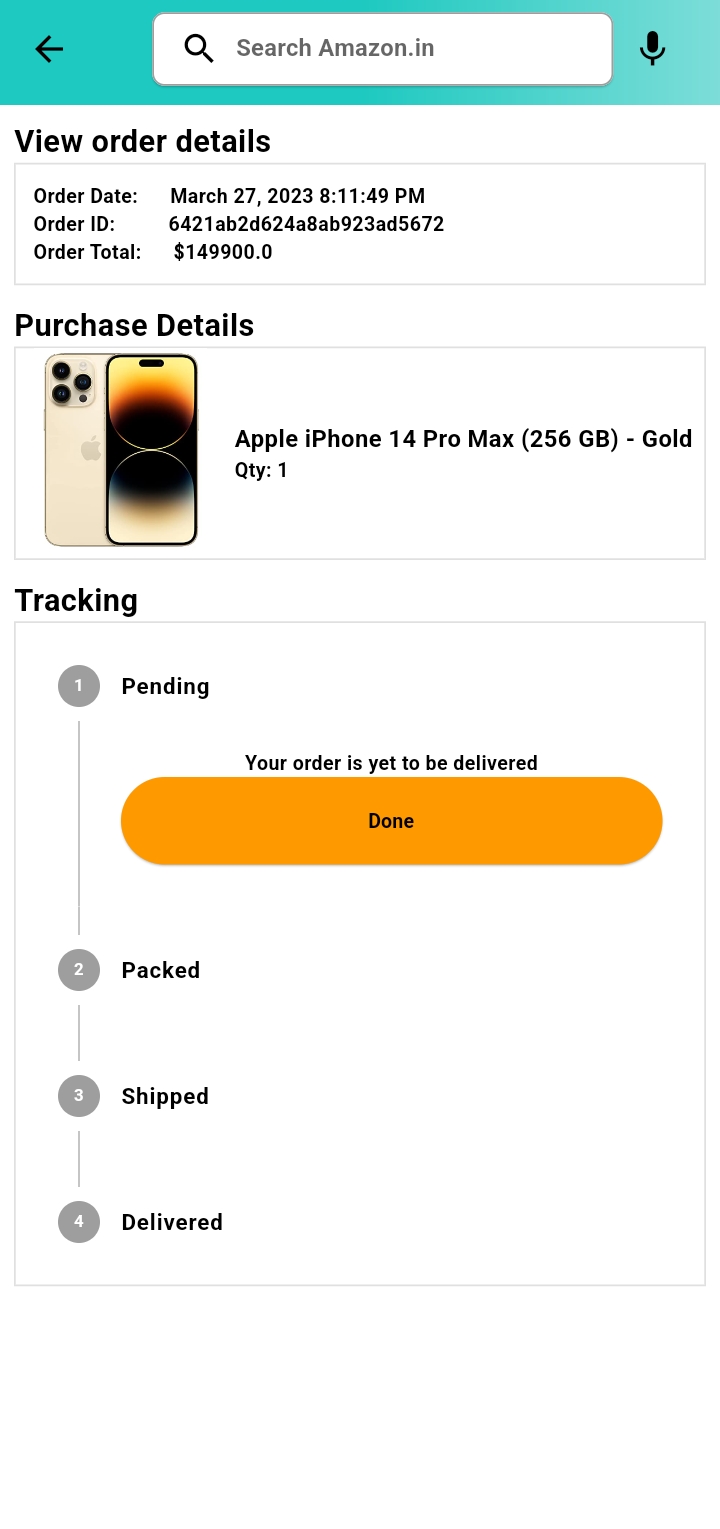 Search Amazon.in
View order details
Order Date: March 27, 2023 8:11:49 PM
Order ID: 6421ab2d624a8ab923ad5672
Order Total: $149900.0
Purchase Details
Apple iPhone 14 Pro Max (256 GB) - Gold
Qty: 1
Tracking
1 Pending
Your order is yet to be delivered
Done
2 Packed
3 Shipped
4 Delivered